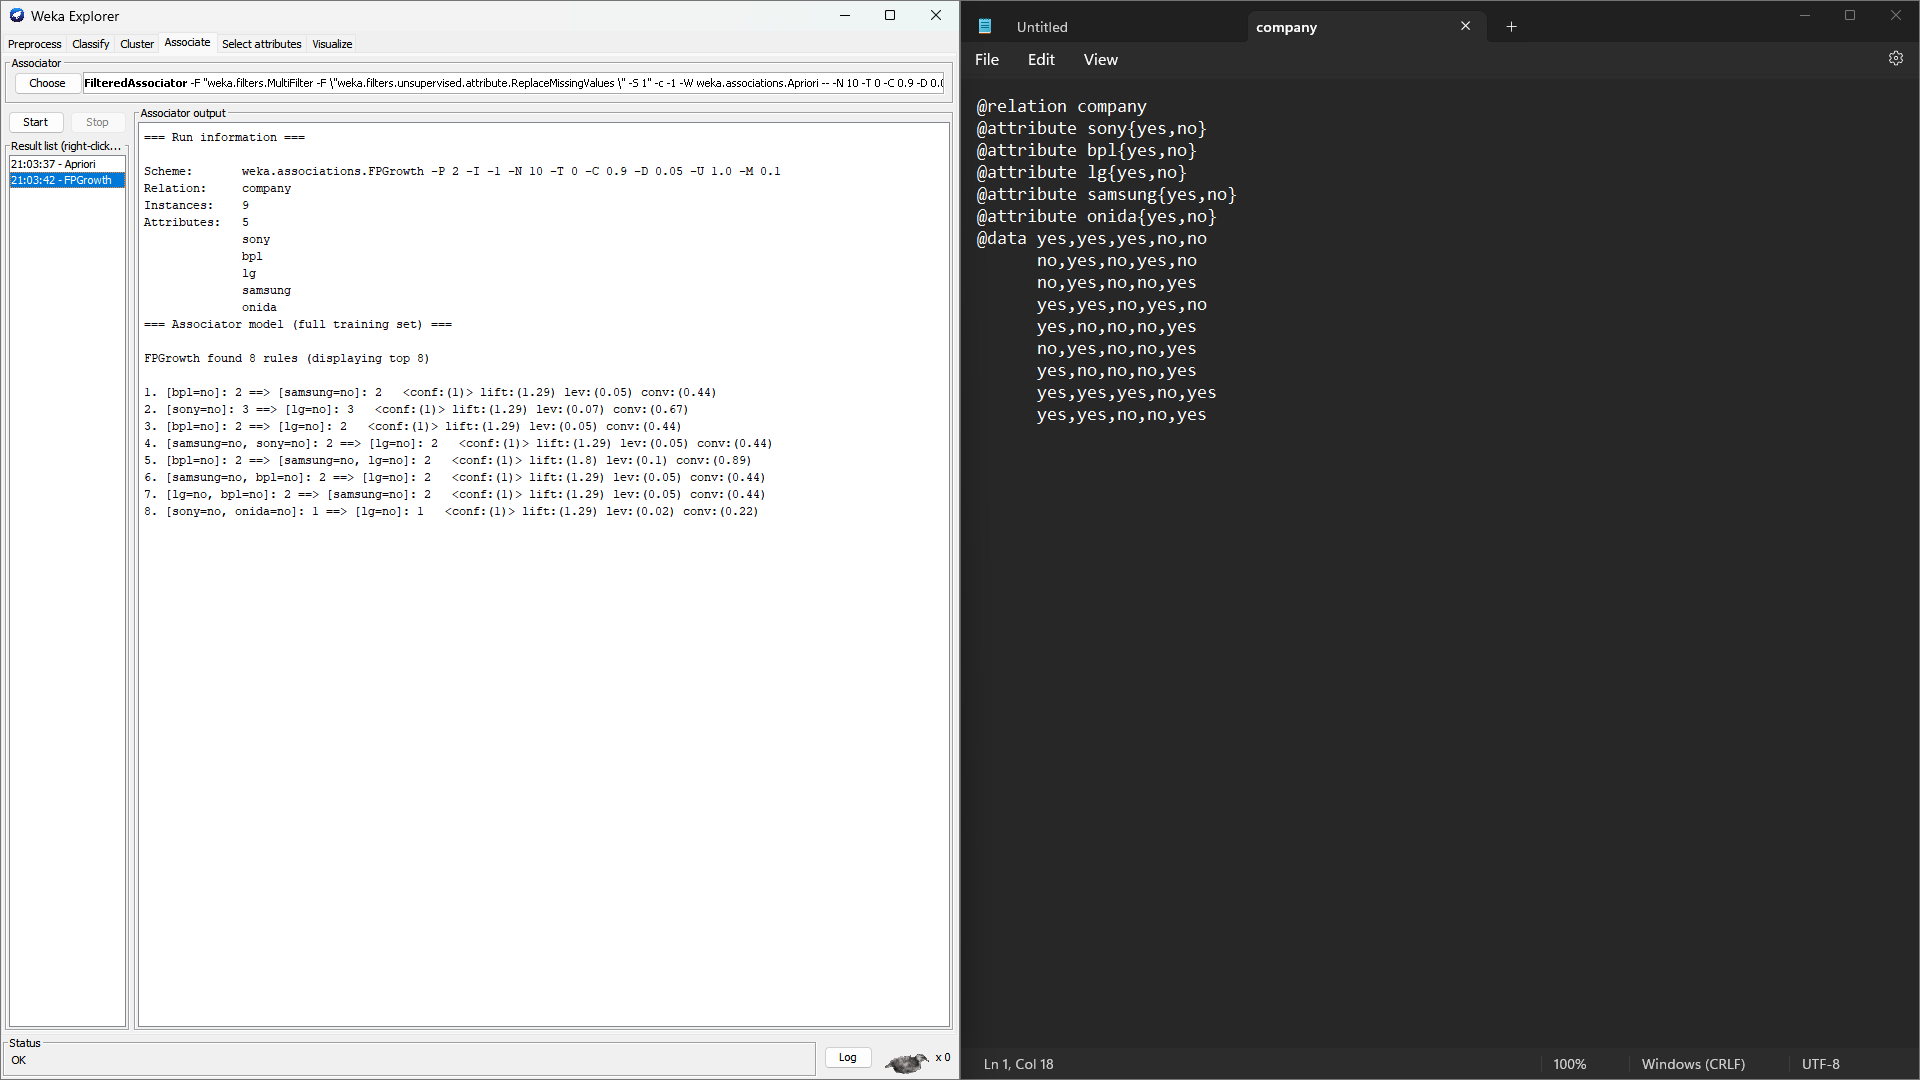 Weka Explorer
Preprocess Classify Cluster Associate Select attributes Visualize
Associator
Choose FilteredAssociator -F "weka.filters.MultiFilter -F \"weka.filters.unsupervised.attribute.ReplaceMissingValues \" -S 1" -c -1 -W weka.associations.Apriori -- -N 10 -T 0 -C 0.9 -D 0.0
Start Stop
Result list (right-click...
21:03:37 - Apriori
21:03:42 - FPGrowth
Associator output
=== Run information ===
Scheme: weka.associations.FPGrowth -P 2 -I -1 -N 10 -T 0 -C 0.9 -D 0.05 -U 1.0 -M 0.1
Relation: company
Instances: 9
Attributes: 5
sony
bpl
lg
samsung
onida
=== Associator model (full training set) ===
FPGrowth found 8 rules (displaying top 8)
1. [bpl=no]: 2 ==> [samsung=no]: 2 <conf:(1)> lift:(1.29) lev:(0.05) conv:(0.44)
2. [sony=no]: 3 ==> [lg=no]: 3 <conf:(1)> lift:(1.29) lev:(0.07) conv:(0.67)
3. [bpl=no]: 2 ==> [lg=no]: 2 <conf:(1)> lift:(1.29) lev:(0.05) conv:(0.44)
4. [samsung=no, sony=no]: 2 ==> [lg=no]: 2 <conf:(1)> lift:(1.29) lev:(0.05) conv:(0.44)
5. [bpl=no]: 2 ==> [samsung=no, lg=no]: 2 <conf:(1)> lift:(1.8) lev:(0.1) conv:(0.89)
6. [samsung=no, bpl=no]: 2 ==> [lg=no]: 2 <conf:(1)> lift:(1.29) lev:(0.05) conv:(0.44)
7. [lg=no, bpl=no]: 2 ==> [samsung=no]: 2 <conf:(1)> lift:(1.29) lev:(0.05) conv:(0.44)
8. [sony=no, onida=no]: 1 ==> [lg=no]: 1 <conf:(1)> lift:(1.29) lev:(0.02) conv:(0.22)
Status
OK
Log
x 0
Untitled company
File Edit View
@relation company
@attribute sony{yes,no}
@attribute bpl{yes,no}
@attribute lg{yes,no}
@attribute samsung{yes,no}
@attribute onida{yes,no}
@data yes,yes,yes,no,no
no,yes,no,yes,no
no,yes,no,no,yes
yes,yes,no,yes,no
yes,no,no,no,yes
no,yes,no,no,yes
yes,no,no,no,yes
yes,yes,yes,no,yes
yes,yes,no,no,yes
Ln 1, Col 18 100% Windows (CRLF) UTF-8